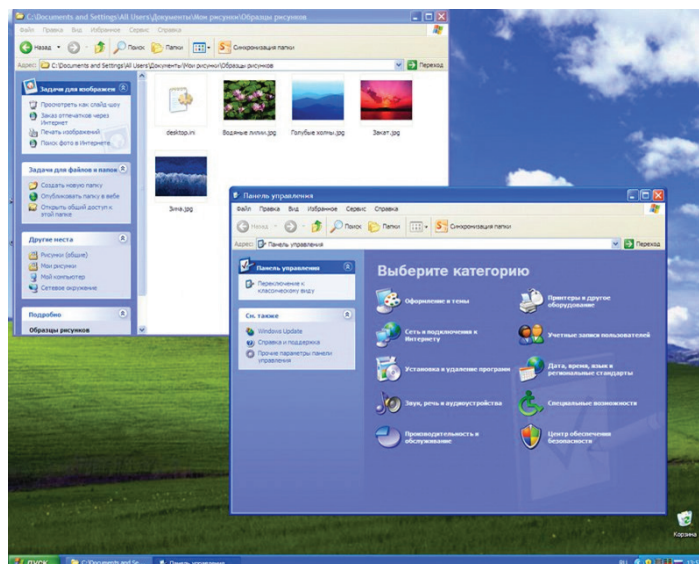 C:\Documents and Settings\All Users\Документы\Мои рисунки\Образцы рисунков
Файл Правка Вид Избранное Сервис Справка
Назад Поиск Папки Синхронизация папки
Адрес: C:\Documents and Settings\All Users\Документы\Мои рисунки\Образцы рисунков Переход
Задачи для изображен
Просмотреть как слайд-шоу
Заказ отпечатков через
Интернет
Печать изображений
Поиск фото в Интернете
Задачи для файлов и папок
Создать новую папку
Опубликовать папку в вебе
Открыть общий доступ к
этой папке
Другие места
Рисунки (общие)
Мои рисунки
Мой компьютер
Сетевое окружение
Подробно
Образцы рисунков
desktop.ini
Водяные лилии.jpg
Голубые холмы.jpg
Закат.jpg
Зима.jpg
Панель управления
Файл Правка Вид Избранное Сервис Справка
Назад Поиск Папки Синхронизация папки
Адрес: Панель управления Переход
Панель управления
Переключение к
классическому виду
См. также
Windows Update
Справка и поддержка
Прочие параметры панели
управления
Выберите категорию
Оформление и темы
Принтеры и другое
оборудование
Сеть и подключения к
Интернету
Учетные записи пользователей
Установка и удаление программ
Дата, время, язык и
региональные стандарты
Звук, речь и аудиоустройства
Специальные возможности
Производительность и
обслуживание
Центр обеспечения
безопасности
Корзина
пуск
C:\Documents and Se...
Панель управления